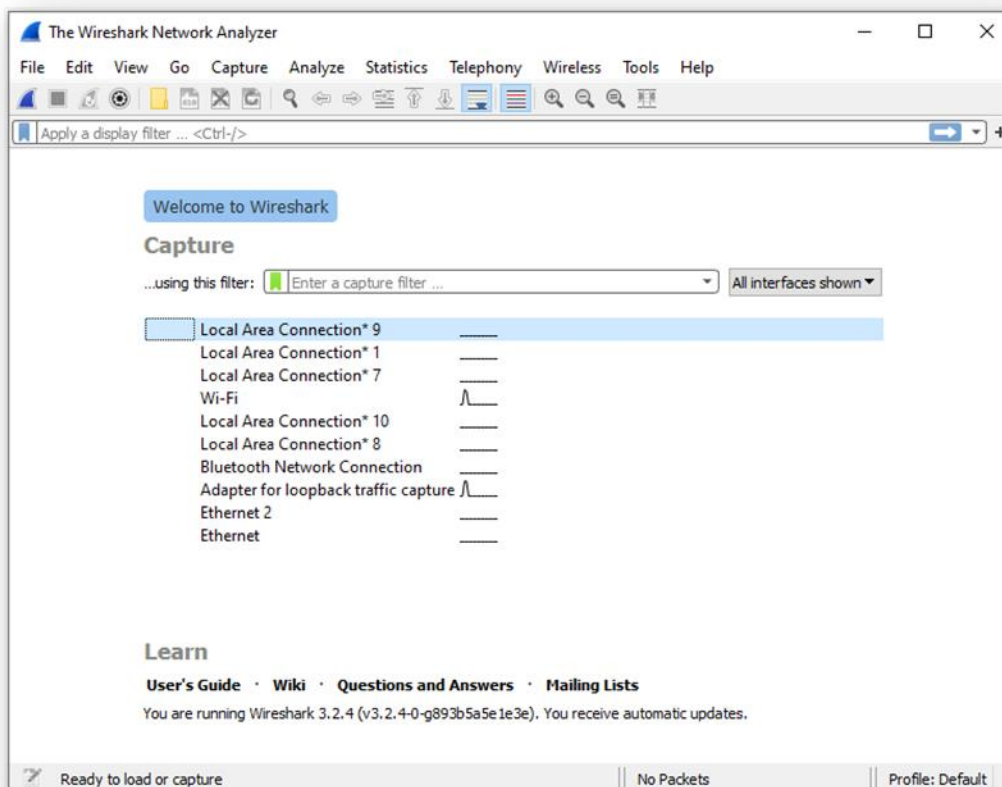 The Wireshark Network Analyzer
File Edit View Go Capture Analyze Statistics Telephony Wireless Tools Help
Apply a display filter ... <Ctrl-/>
Welcome to Wireshark
Capture
...using this filter: Enter a capture filter ... All interfaces shown
Local Area Connection* 9
Local Area Connection* 1
Local Area Connection* 7
Wi-Fi
Local Area Connection* 10
Local Area Connection* 8
Bluetooth Network Connection
Adapter for loopback traffic capture
Ethernet 2
Ethernet
Learn
User's Guide · Wiki · Questions and Answers · Mailing Lists
You are running Wireshark 3.2.4 (v3.2.4-0-g893b5a5e1e3e). You receive automatic updates.
Ready to load or capture No Packets Profile: Default